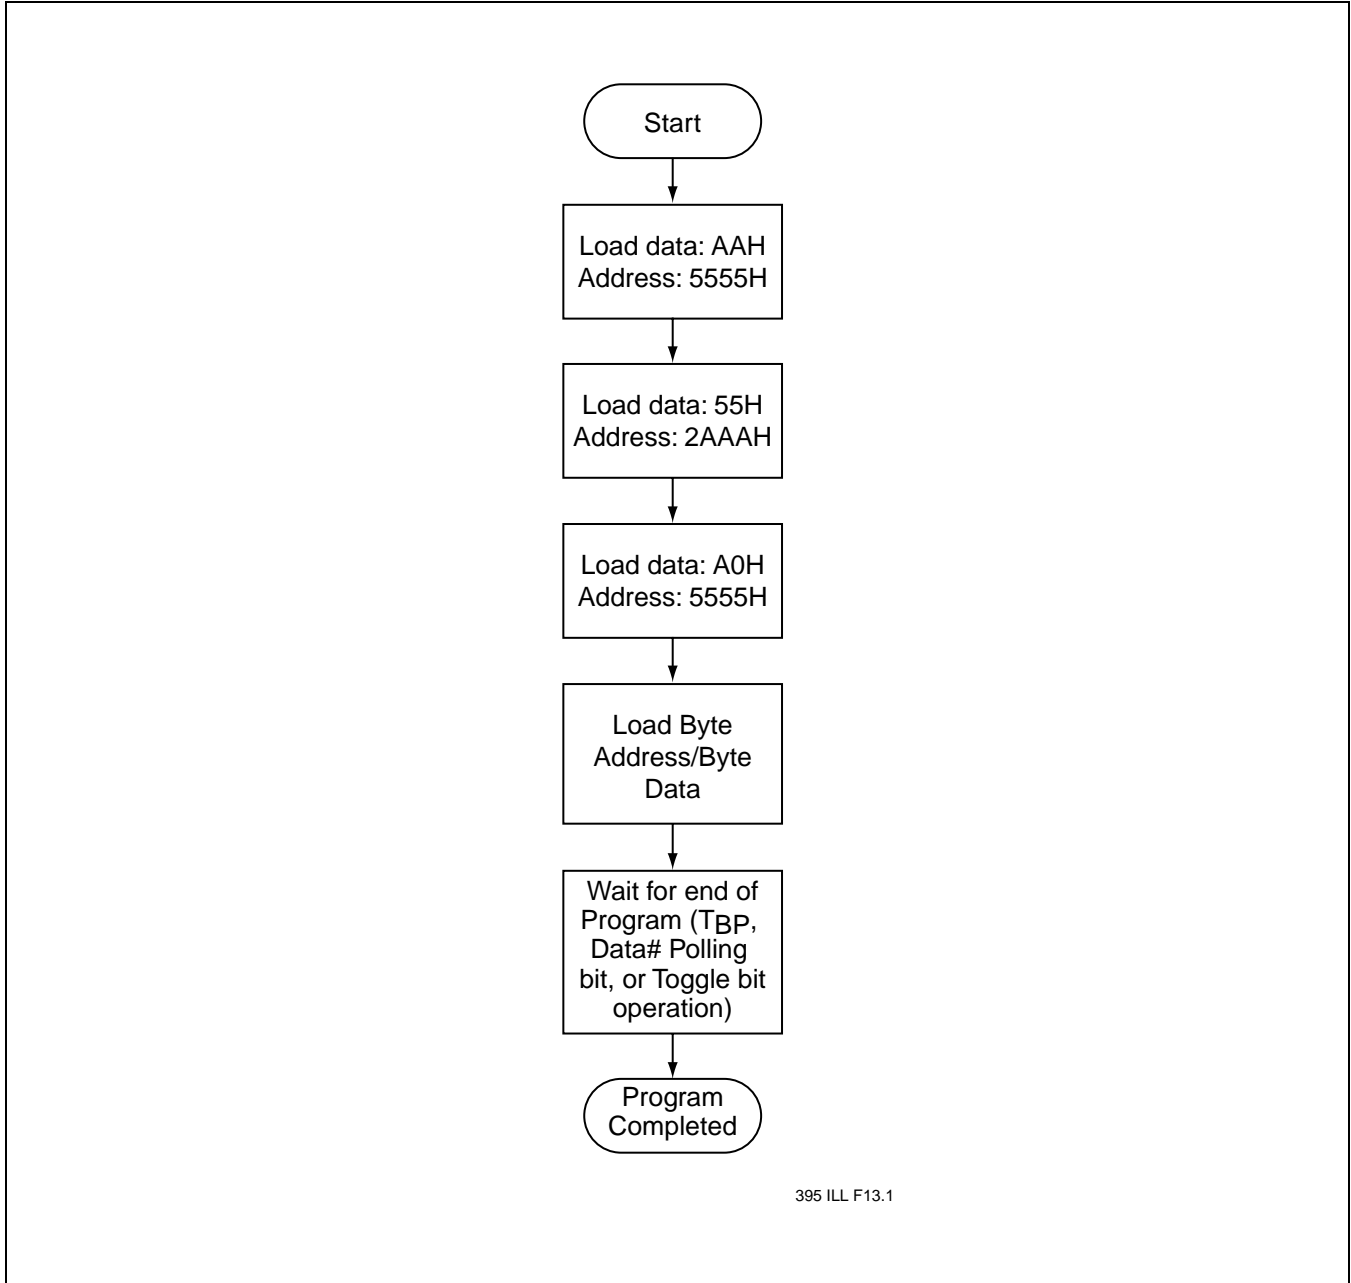 Start
Load data: AAH
Address: 5555H
Load data: 55H
Address: 2AAAH
Load data: A0H
Address: 5555H
Load Byte
Address/Byte
Data
Wait for end of
Program (TBP,
Data# Polling
bit, or Toggle bit
operation)
Program
Completed
395 ILL F13.1